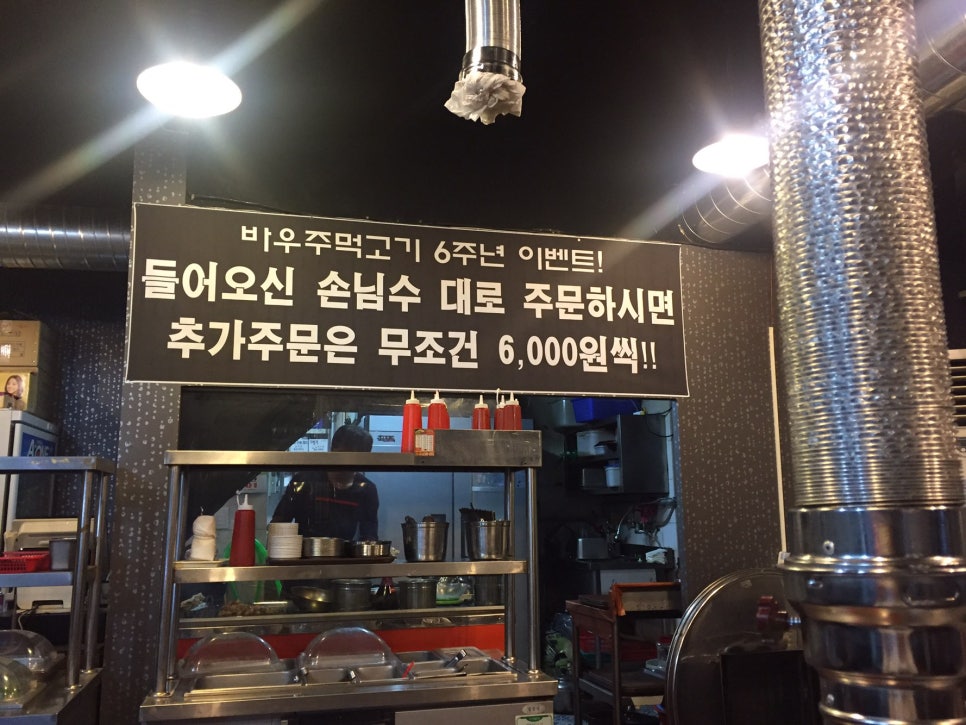 바우주먹고기 6주년 이벤트!
들어오신 손님수 대로 주문하시면
추가주문은 무조건 6,000원씩!!